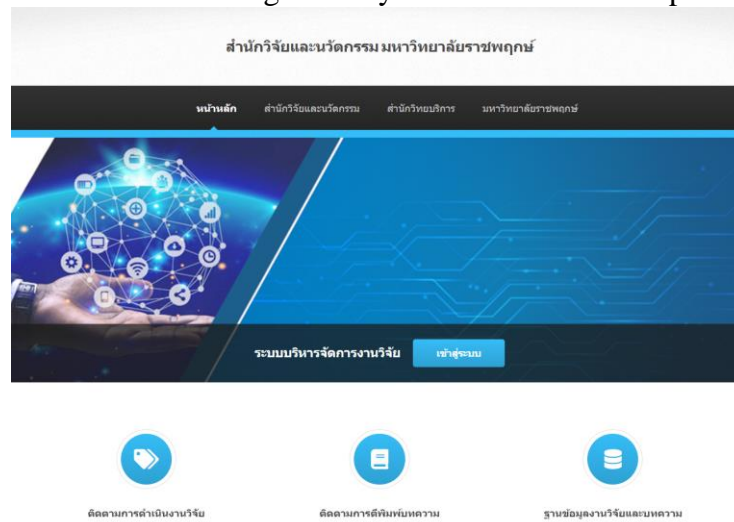 สำนักวิจัยและนวัตกรรม มหาวิทยาลัยราชพฤกษ์
หน้าหลัก สำนักวิจัยและนวัตกรรม สำนักวิทยบริการ มหาวิทยาลัยราชพฤกษ์
ระบบบริหารจัดการงานวิจัย เข้าสู่ระบบ
ติดตามการดำเนินงานวิจัย ติดตามการตีพิมพ์บทความ ฐานข้อมูลงานวิจัยและบทความ